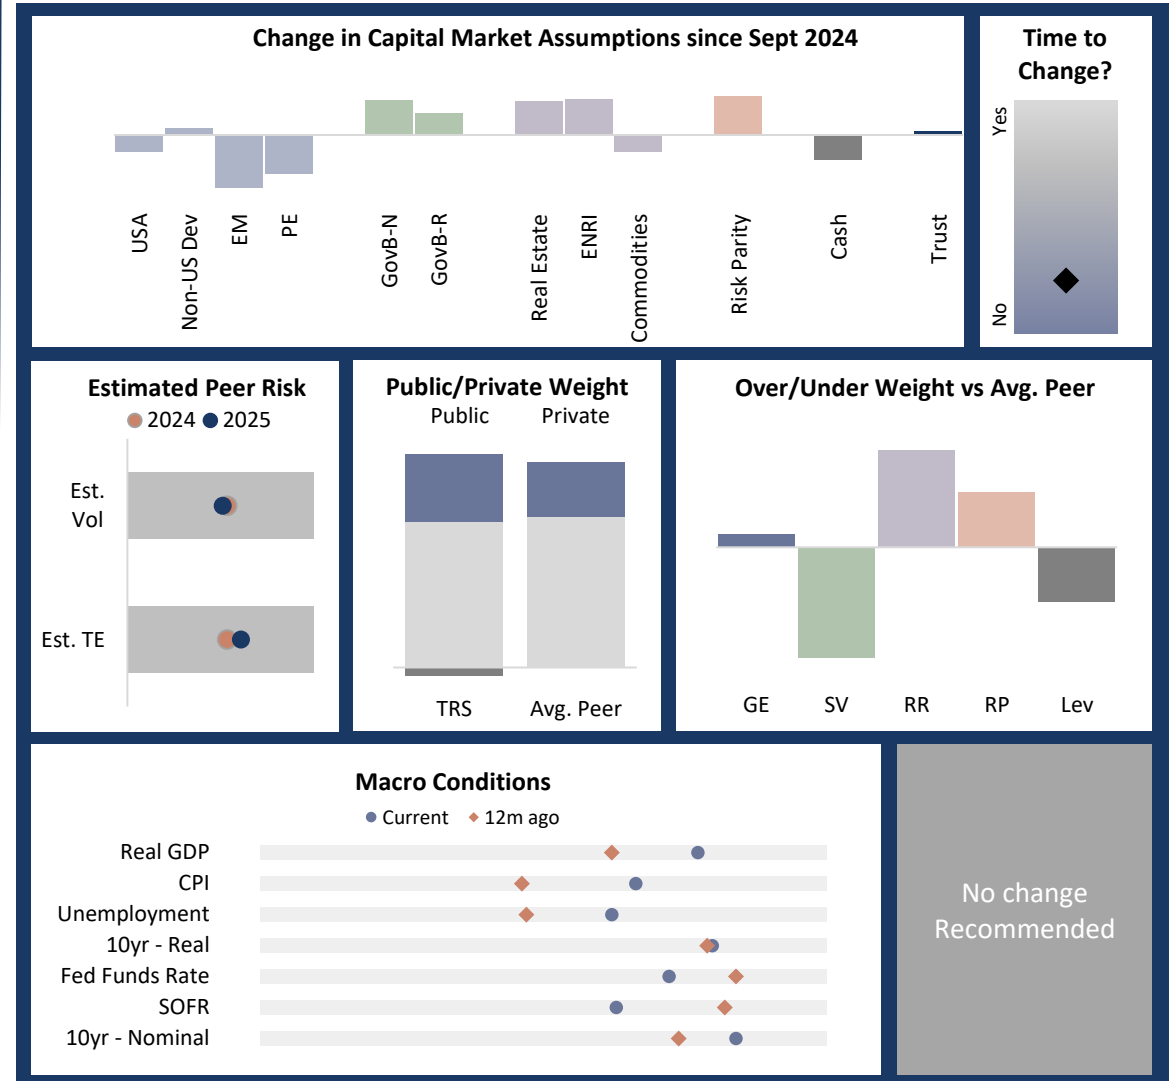 Change in Capital Market Assumptions since Sept 2024
USA
Non-US Dev
EM
PE
GovB-N
GovB-R
Real Estate
ENRI
Commodities
Risk Parity
Cash
Trust
Time to
Change?
Yes
No
Estimated Peer Risk
2024 2025
Est.
Vol
Est. TE
Public/Private Weight
Public Private
TRS Avg. Peer
Over/Under Weight vs Avg. Peer
GE SV RR RP Lev
Macro Conditions
Current 12m ago
Real GDP
CPI
Unemployment
10yr - Real
Fed Funds Rate
SOFR
10yr - Nominal
No change
Recommended